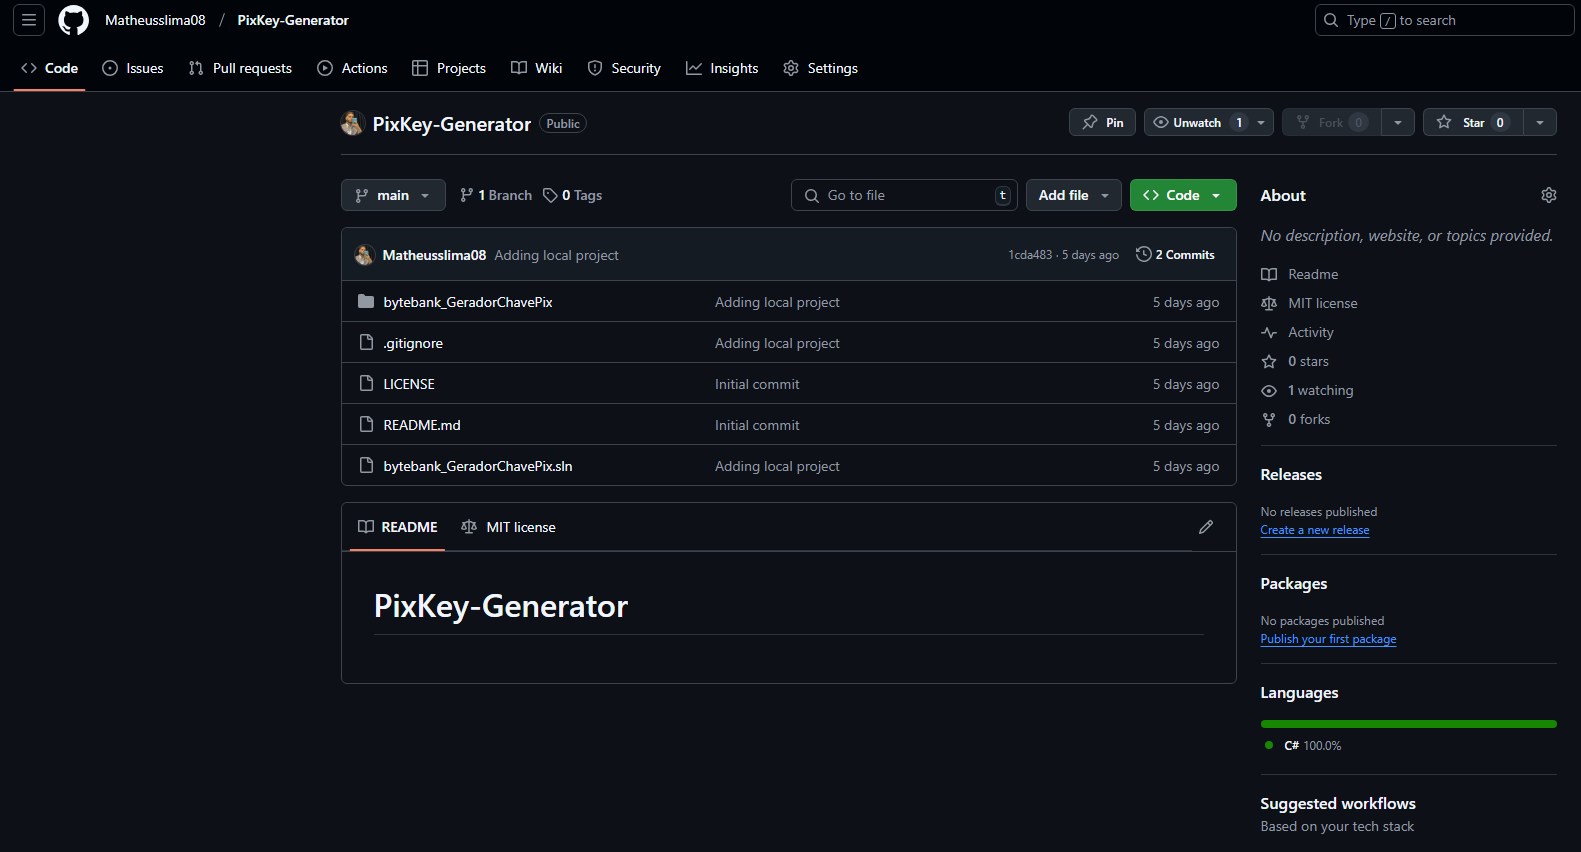 Matheusslima08 / PixKey-Generator
Type / to search
Code Issues Pull requests Actions Projects Wiki Security Insights Settings
PixKey-Generator Public
Pin Unwatch 1 Fork 0 Star 0
main 1 Branch 0 Tags Go to file t Add file Code
Matheusslima08 Adding local project 1cda483 · 5 days ago 2 Commits
bytebank_GeradorChavePix Adding local project 5 days ago
.gitignore Adding local project 5 days ago
LICENSE Initial commit 5 days ago
README.md Initial commit 5 days ago
bytebank_GeradorChavePix.sln Adding local project 5 days ago
README MIT license
PixKey-Generator
About
No description, website, or topics provided.
Readme
MIT license
Activity
0 stars
1 watching
0 forks
Releases
No releases published
Create a new release
Packages
No packages published
Publish your first package
Languages
C# 100.0%
Suggested workflows
Based on your tech stack